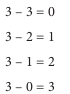 3 − 3 = 0
3 − 2 = 1
3 − 1 = 2
3 − 0 = 3